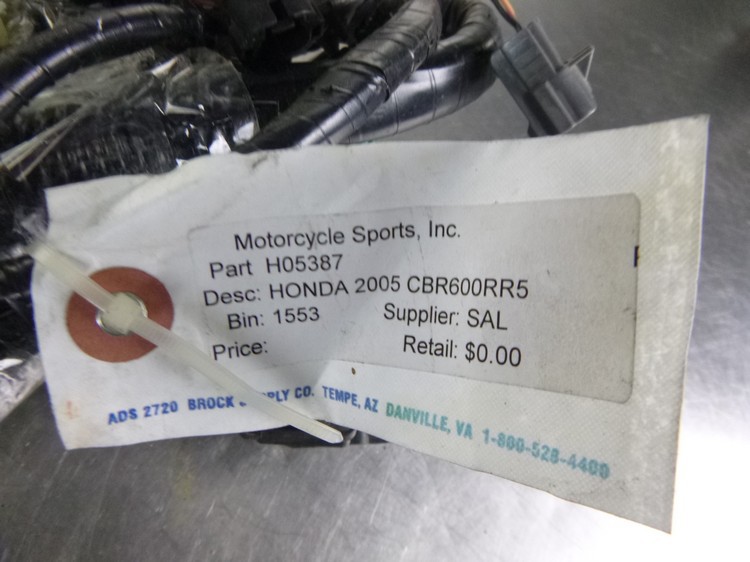 Motorcycle Sports, Inc.
Part H05387
Desc: HONDA 2005 CBR600RR5
Bin: 1553 Supplier: SAL
Price: Retail: $0.00
ADS 2720 BROCK CO. TEMPE, AZ DANVILLE, VA 1-800-528-4400